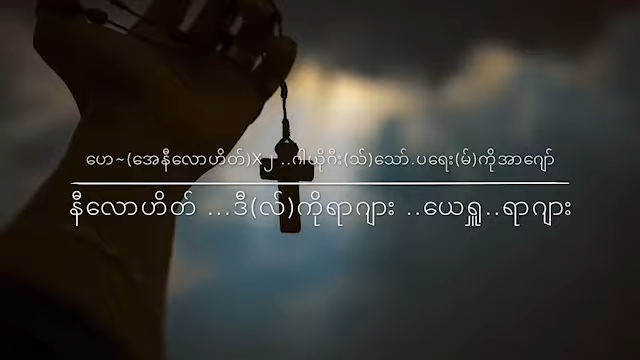 ဟေ~(အေနီလောဟိတ်)X၂ ..ဂါယိုဂီး(သ်)သော်.ပရေး(မ်)ကိုအာဂျော်
နီလောဟိတ် ...ဒီ(လ်)ကိုရာဂျား ..ယေရှူ..ရာဂျား